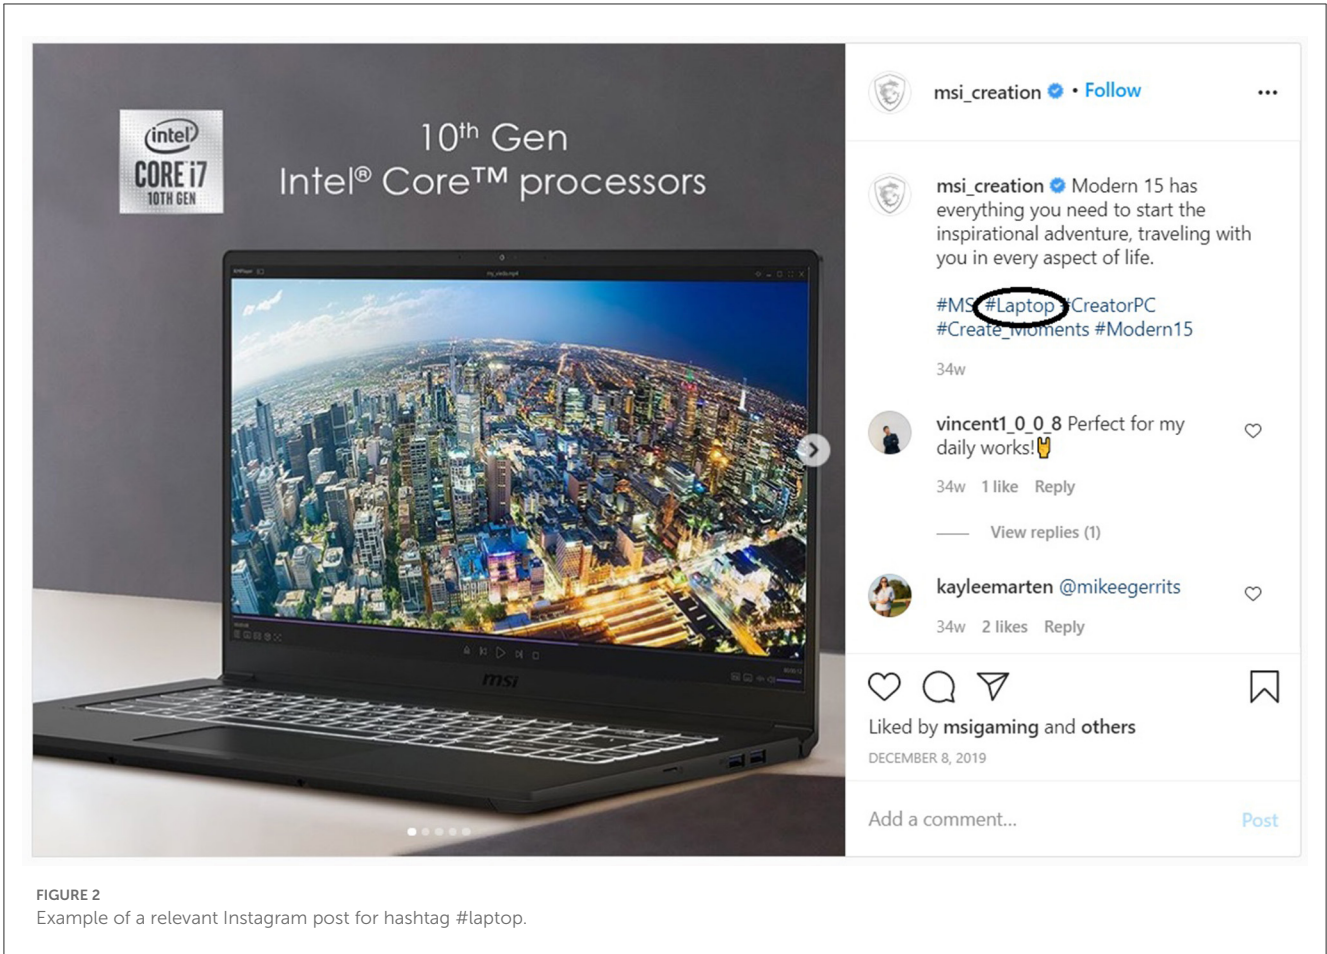 intel
CORE i7
10TH GEN
10th Gen
Intel® Core™ processors
my_visits.mp4
msi
msi_creation • Follow
msi_creation Modern 15 has
everything you need to start the
inspirational adventure, traveling with
you in every aspect of life.
#MS #Laptop #CreatorPC
#Create_Moments #Modern15
34w
vincent1_0_0_8 Perfect for my
daily works!🤘
34w 1 like Reply
View replies (1)
kayleemarten @mikeegerrits
34w 2 likes Reply
Liked by msigaming and others
DECEMBER 8, 2019
Add a comment... Post
FIGURE 2
Example of a relevant Instagram post for hashtag #laptop.